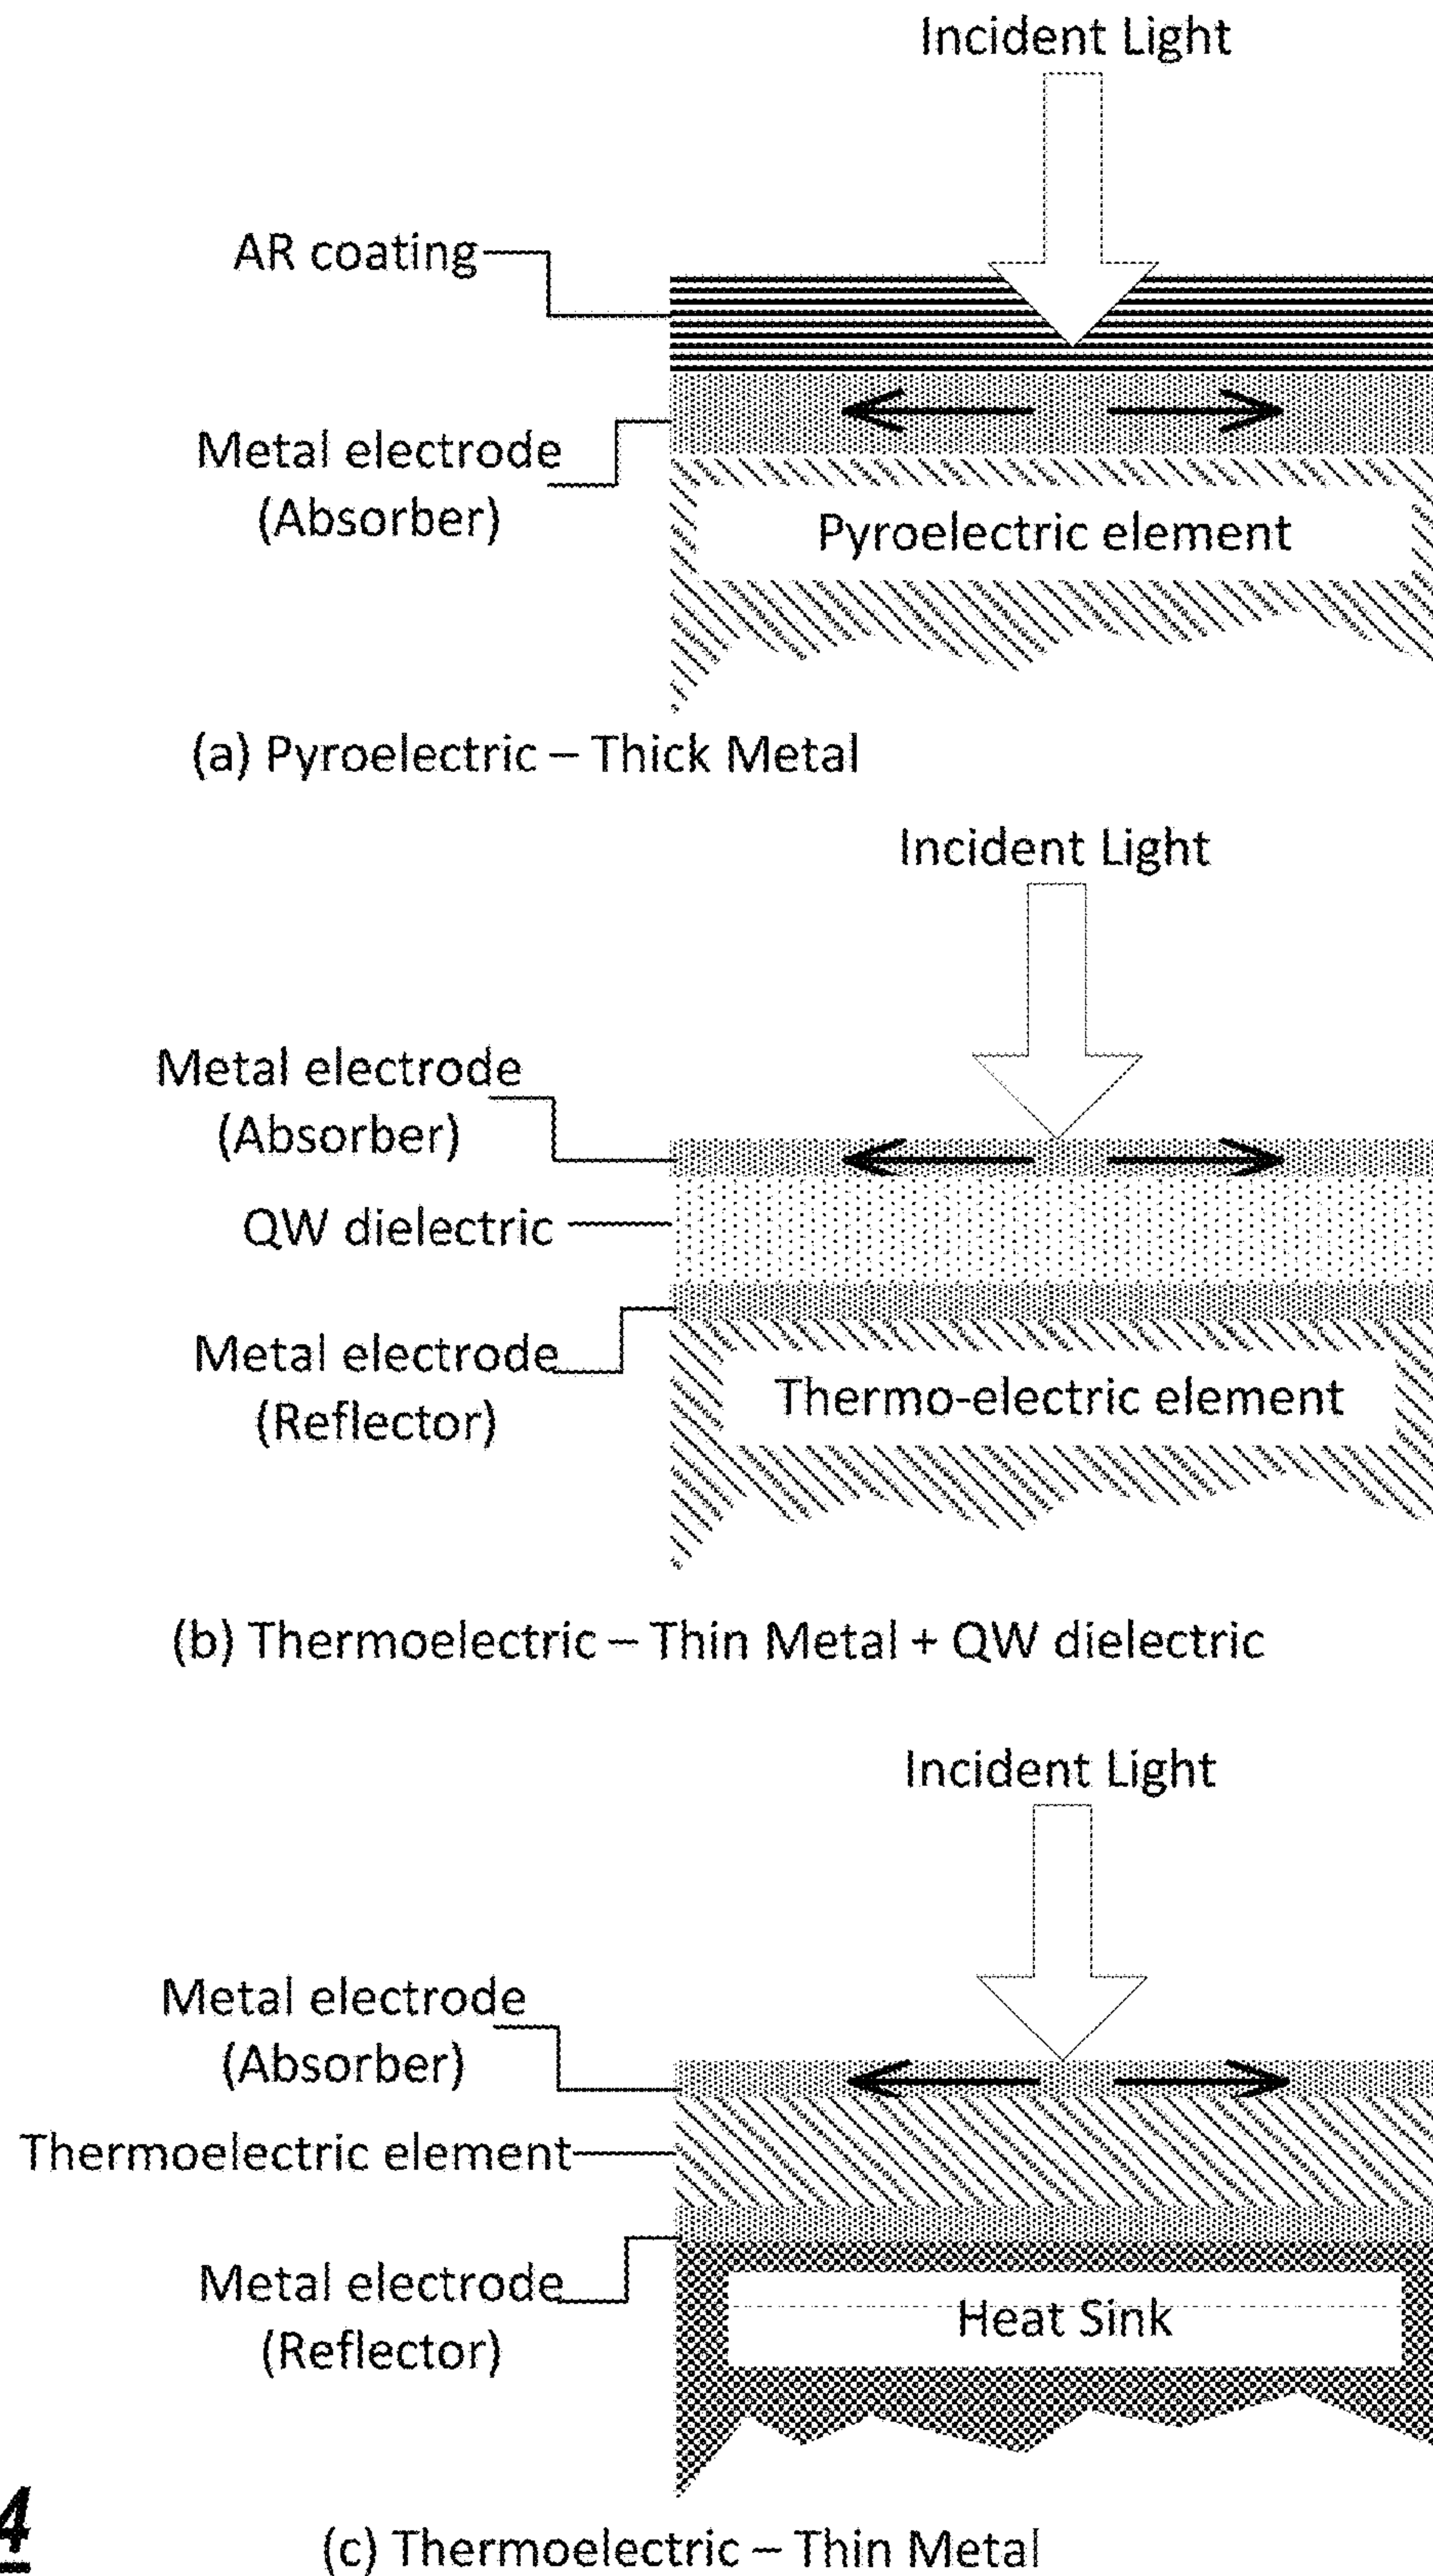 Incident Light
AR coating
Metal electrode
(Absorber)
Pyroelectric element
(a) Pyroelectric – Thick Metal
Incident Light
Metal electrode
(Absorber)
QW dielectric
Metal electrode
(Reflector)
Thermo-electric element
(b) Thermoelectric – Thin Metal + QW dielectric
Incident Light
Metal electrode
(Absorber)
Thermoelectric element
Metal electrode
(Reflector)
Heat Sink
4
(c) Thermoelectric – Thin Metal